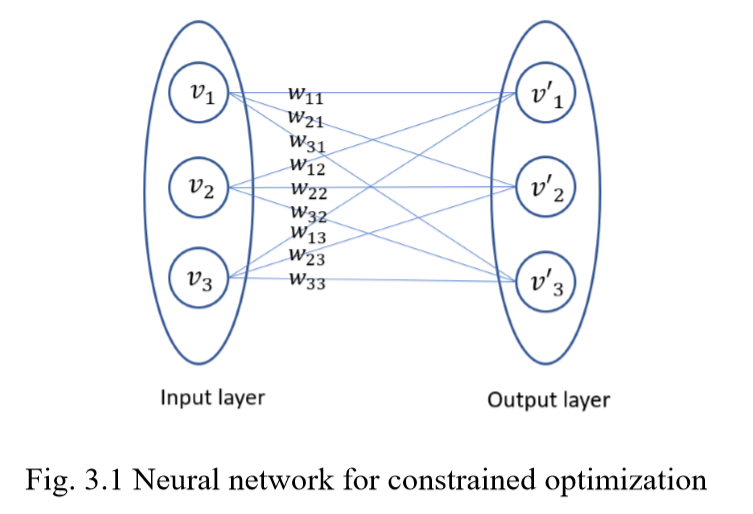 v₁ w₁₁ v'₁
w₂₁
w₃₁
w₁₂
v₂ w₂₂ v'₂
w₃₂
w₁₃
w₂₃
v₃ w₃₃ v'₃
Input layer Output layer
Fig. 3.1 Neural network for constrained optimization